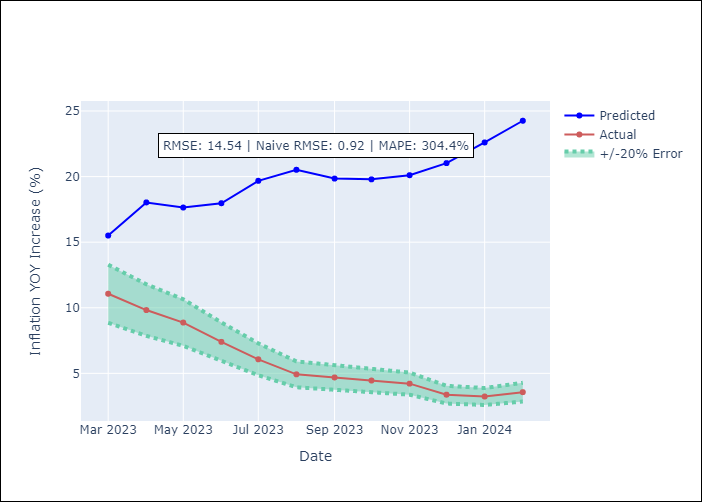 25
20
15
10
5
Inflation YOY Increase (%)
RMSE: 14.54 | Naive RMSE: 0.92 | MAPE: 304.4%
Predicted
Actual
+/-20% Error
Mar 2023
May 2023
Jul 2023
Sep 2023
Nov 2023
Jan 2024
Date